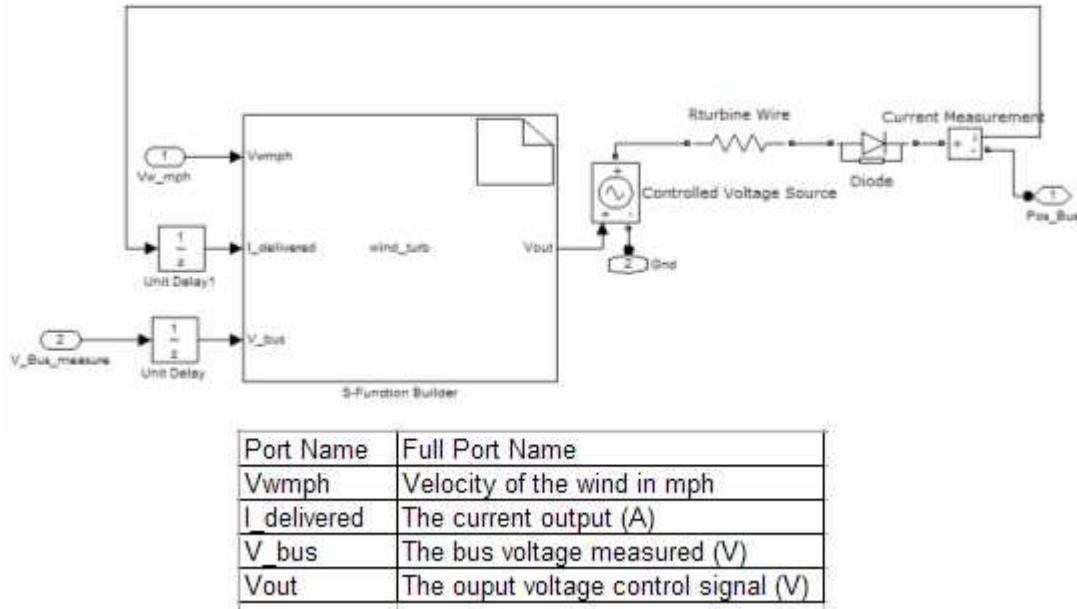 Rturbine Wire
Current Measurement
+
i
-
1
Vw_mph
Vwmph
+
Controlled Voltage Source
Diode
1
Pos_Bus
1
z
Unit Delay1
I_delivered
wind_turb
Vout
+
-
2
Gnd
2
V_Bus_measure
1
z
Unit Delay
V_bus
S-Function Builder
Port Name Full Port Name
Vwmph Velocity of the wind in mph
I_delivered The current output (A)
V_bus The bus voltage measured (V)
Vout The ouput voltage control signal (V)